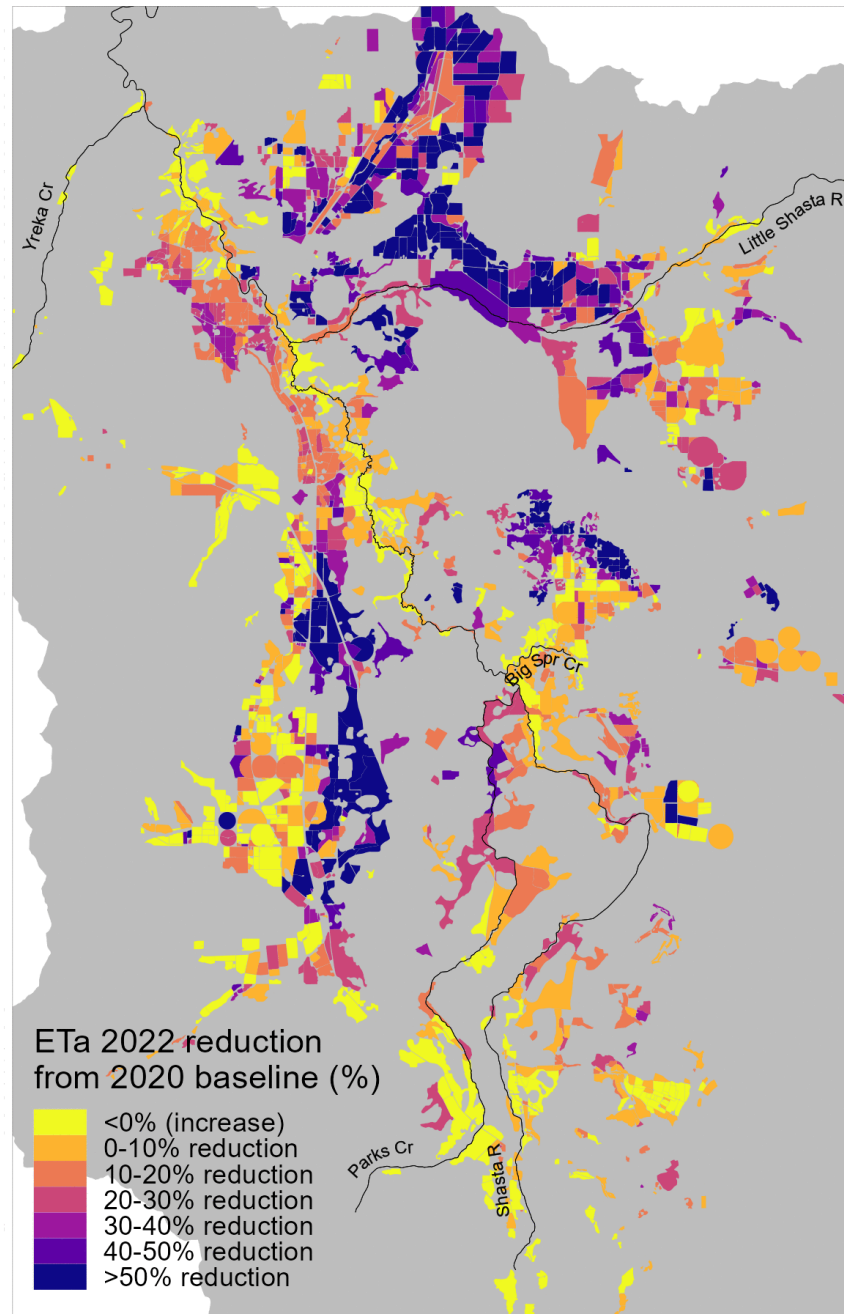 Yreka Cr
Little Shasta R
Big Spr Cr
ETa 2022 reduction
from 2020 baseline (%)
<0% (increase)
0-10% reduction
10-20% reduction
20-30% reduction
30-40% reduction
40-50% reduction
>50% reduction
Parks Cr
Shasta R